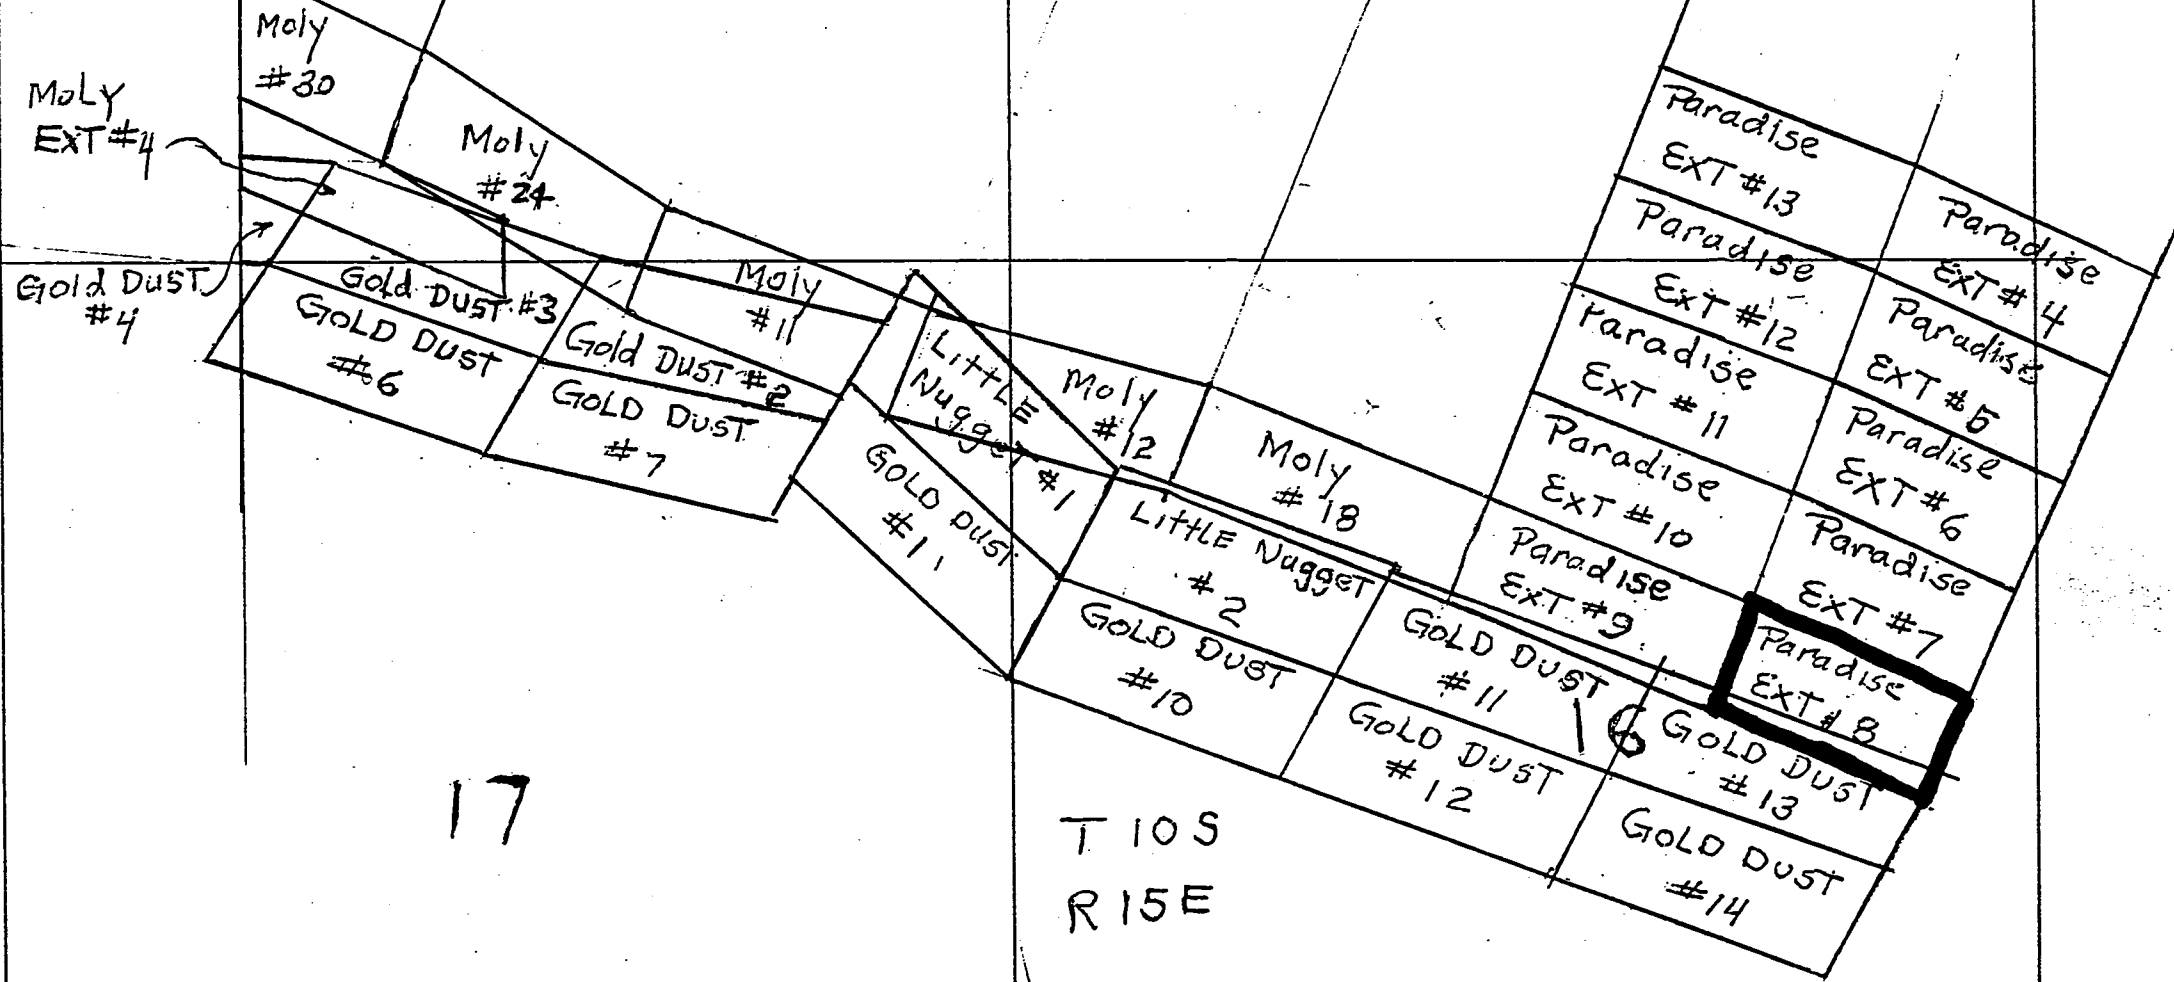 Moly
#30
MoLy
ExT #4
Moly
#24
Gold DusT
#4
Gold DusT #3
GoLD DusT
#6
Moly
#11
Gold DusT #2
GoLD DusT
#7
LiTTLE
NuggeT
#1
GoLD DusT
#11
Moly
#12
Moly
#18
LiTTLE NuggeT
#2
GoLD DusT
#10
GoLD DusT
#11
GoLD DusT
#12
16
GoLD DusT
#13
GoLD DusT
#14
Paradise
ExT #13
Paradise
ExT #12
Paradise
ExT #11
Paradise
ExT #10
Paradise
ExT #9
Paradise
ExT #4
Paradise
ExT #5
Paradise
ExT #6
Paradise
ExT #7
Paradise
ExT #8
17
T 10 S
R 15 E